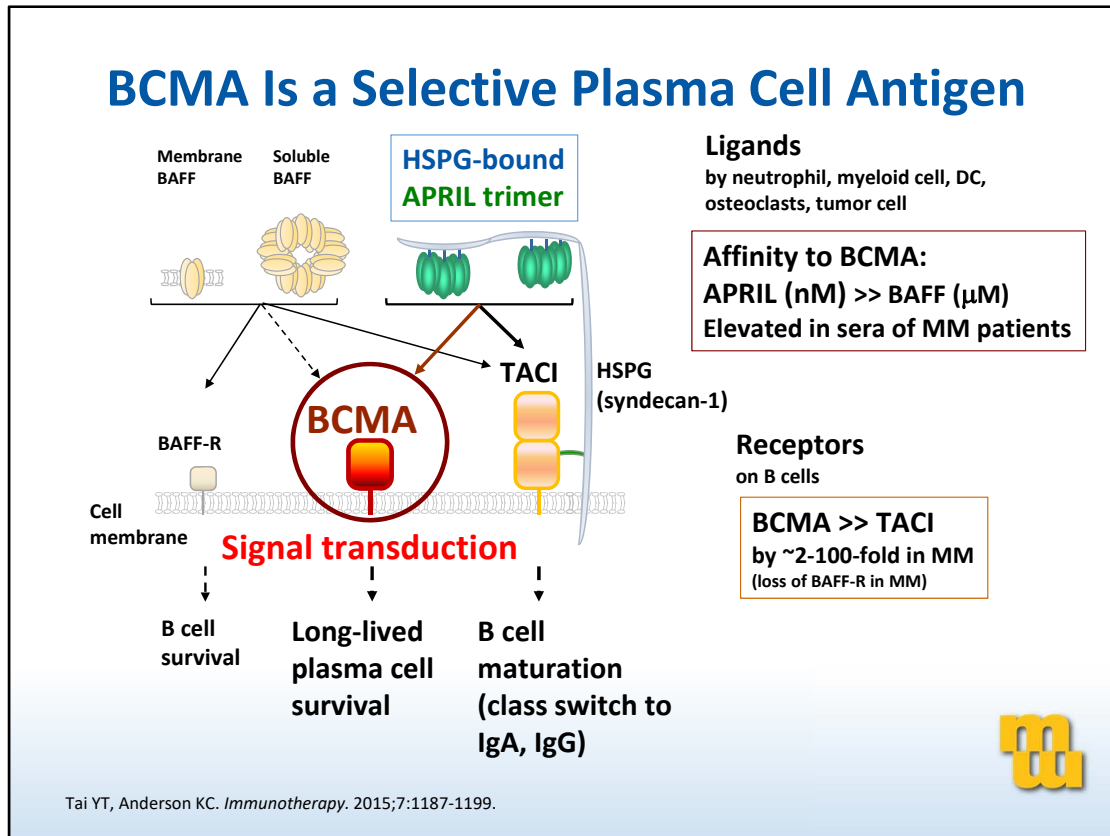 BCMA Is a Selective Plasma Cell Antigen
Membrane
BAFF
Soluble
BAFF
HSPG-bound
APRIL trimer
Ligands
by neutrophil, myeloid cell, DC,
osteoclasts, tumor cell
Affinity to BCMA:
APRIL (nM) >> BAFF (μM)
Elevated in sera of MM patients
TACI
HSPG
(syndecan-1)
BCMA
BAFF-R
Receptors
on B cells
BCMA >> TACI
by ~2-100-fold in MM
(loss of BAFF-R in MM)
Cell
membrane
Signal transduction
B cell
survival
Long-lived
plasma cell
survival
B cell
maturation
(class switch to
IgA, IgG)
Tai YT, Anderson KC. Immunotherapy. 2015;7:1187-1199.